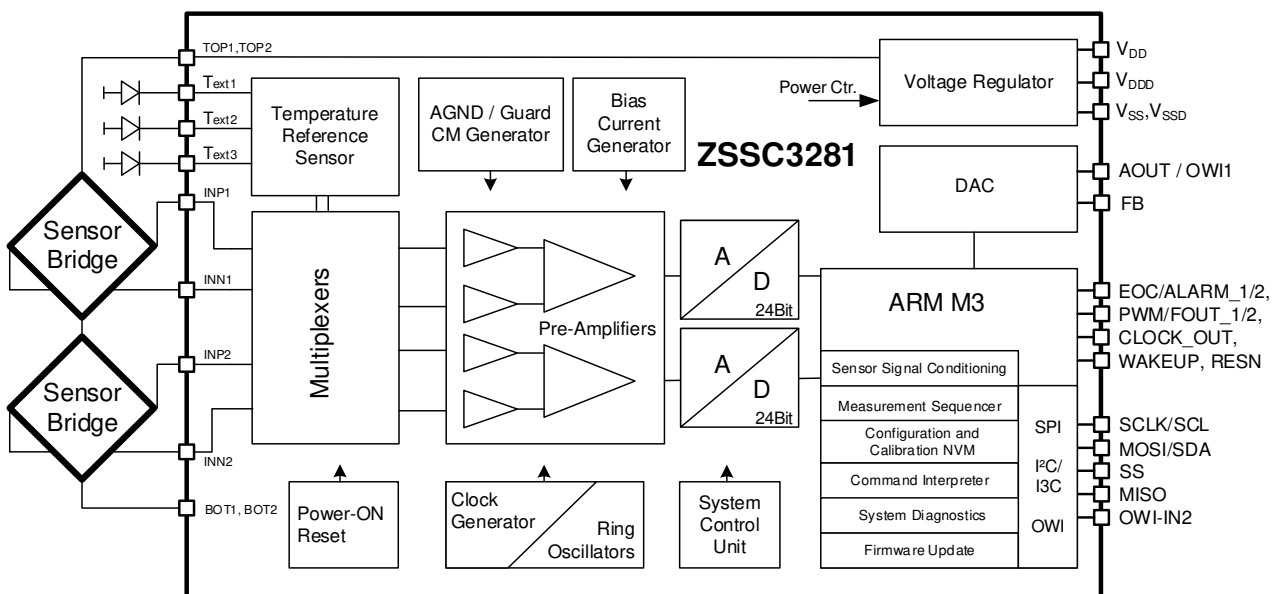 TOP1,TOP2
Text1
Text2
Text3
INP1
INN1
INP2
INN2
BOT1, BOT2
Sensor
Bridge
Sensor
Bridge
Temperature
Reference
Sensor
AGND / Guard
CM Generator
Bias
Current
Generator
Power Ctr.
Voltage Regulator
ZSSC3281
DAC
Multiplexers
Pre-Amplifiers
A
D
24Bit
A
D
24Bit
ARM M3
Sensor Signal Conditioning
Measurement Sequencer
Configuration and
Calibration NVM
Command Interpreter
System Diagnostics
Firmware Update
SPI
I²C/
I3C
OWI
Power-ON
Reset
Clock
Generator
Ring
Oscillators
System
Control
Unit
VDD
VDDD
VSS,VSSD
AOUT / OWI1
FB
EOC/ALARM_1/2,
PWM/FOUT_1/2,
CLOCK_OUT,
WAKEUP, RESN
SCLK/SCL
MOSI/SDA
SS
MISO
OWI-IN2